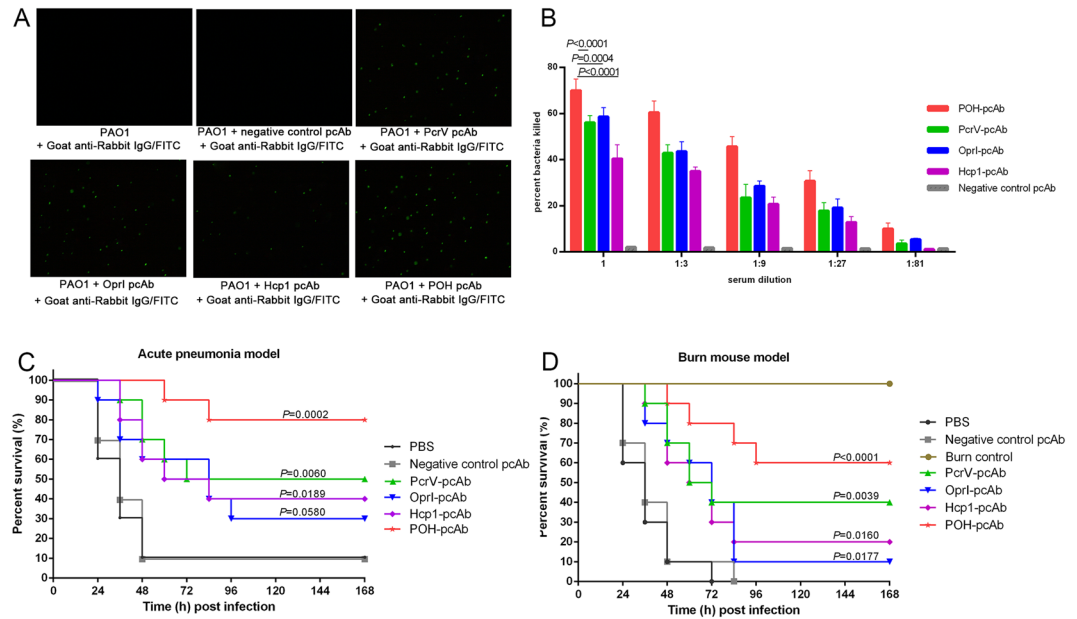 A
PAO1
+ Goat anti-Rabbit IgG/FITC
PAO1 + negative control pcAb
+ Goat anti-Rabbit IgG/FITC
PAO1 + PcrV pcAb
+ Goat anti-Rabbit IgG/FITC
PAO1 + OprI pcAb
+ Goat anti-Rabbit IgG/FITC
PAO1 + Hcp1 pcAb
+ Goat anti-Rabbit IgG/FITC
PAO1 + POH pcAb
+ Goat anti-Rabbit IgG/FITC
B
P<0.0001
P=0.0004
P<0.0001
80
60
40
20
0
percent bacteria killed
1
1:3
1:9
1:27
1:81
serum dilution
POH-pcAb
PcrV-pcAb
OprI-pcAb
Hcp1-pcAb
Negative control pcAb
C
Acute pneumonia model
100
90
80
70
60
50
40
30
20
10
0
Percent survival (%)
P=0.0002
P=0.0060
P=0.0189
P=0.0580
0
24
48
72
96
120
144
168
Time (h) post infection
PBS
Negative control pcAb
PcrV-pcAb
OprI-pcAb
Hcp1-pcAb
POH-pcAb
D
Burn mouse model
100
90
80
70
60
50
40
30
20
10
0
Percent survival (%)
P<0.0001
P=0.0039
P=0.0160
P=0.0177
0
24
48
72
96
120
144
168
Time (h) post infection
PBS
Negative control pcAb
Burn control
PcrV-pcAb
OprI-pcAb
Hcp1-pcAb
POH-pcAb